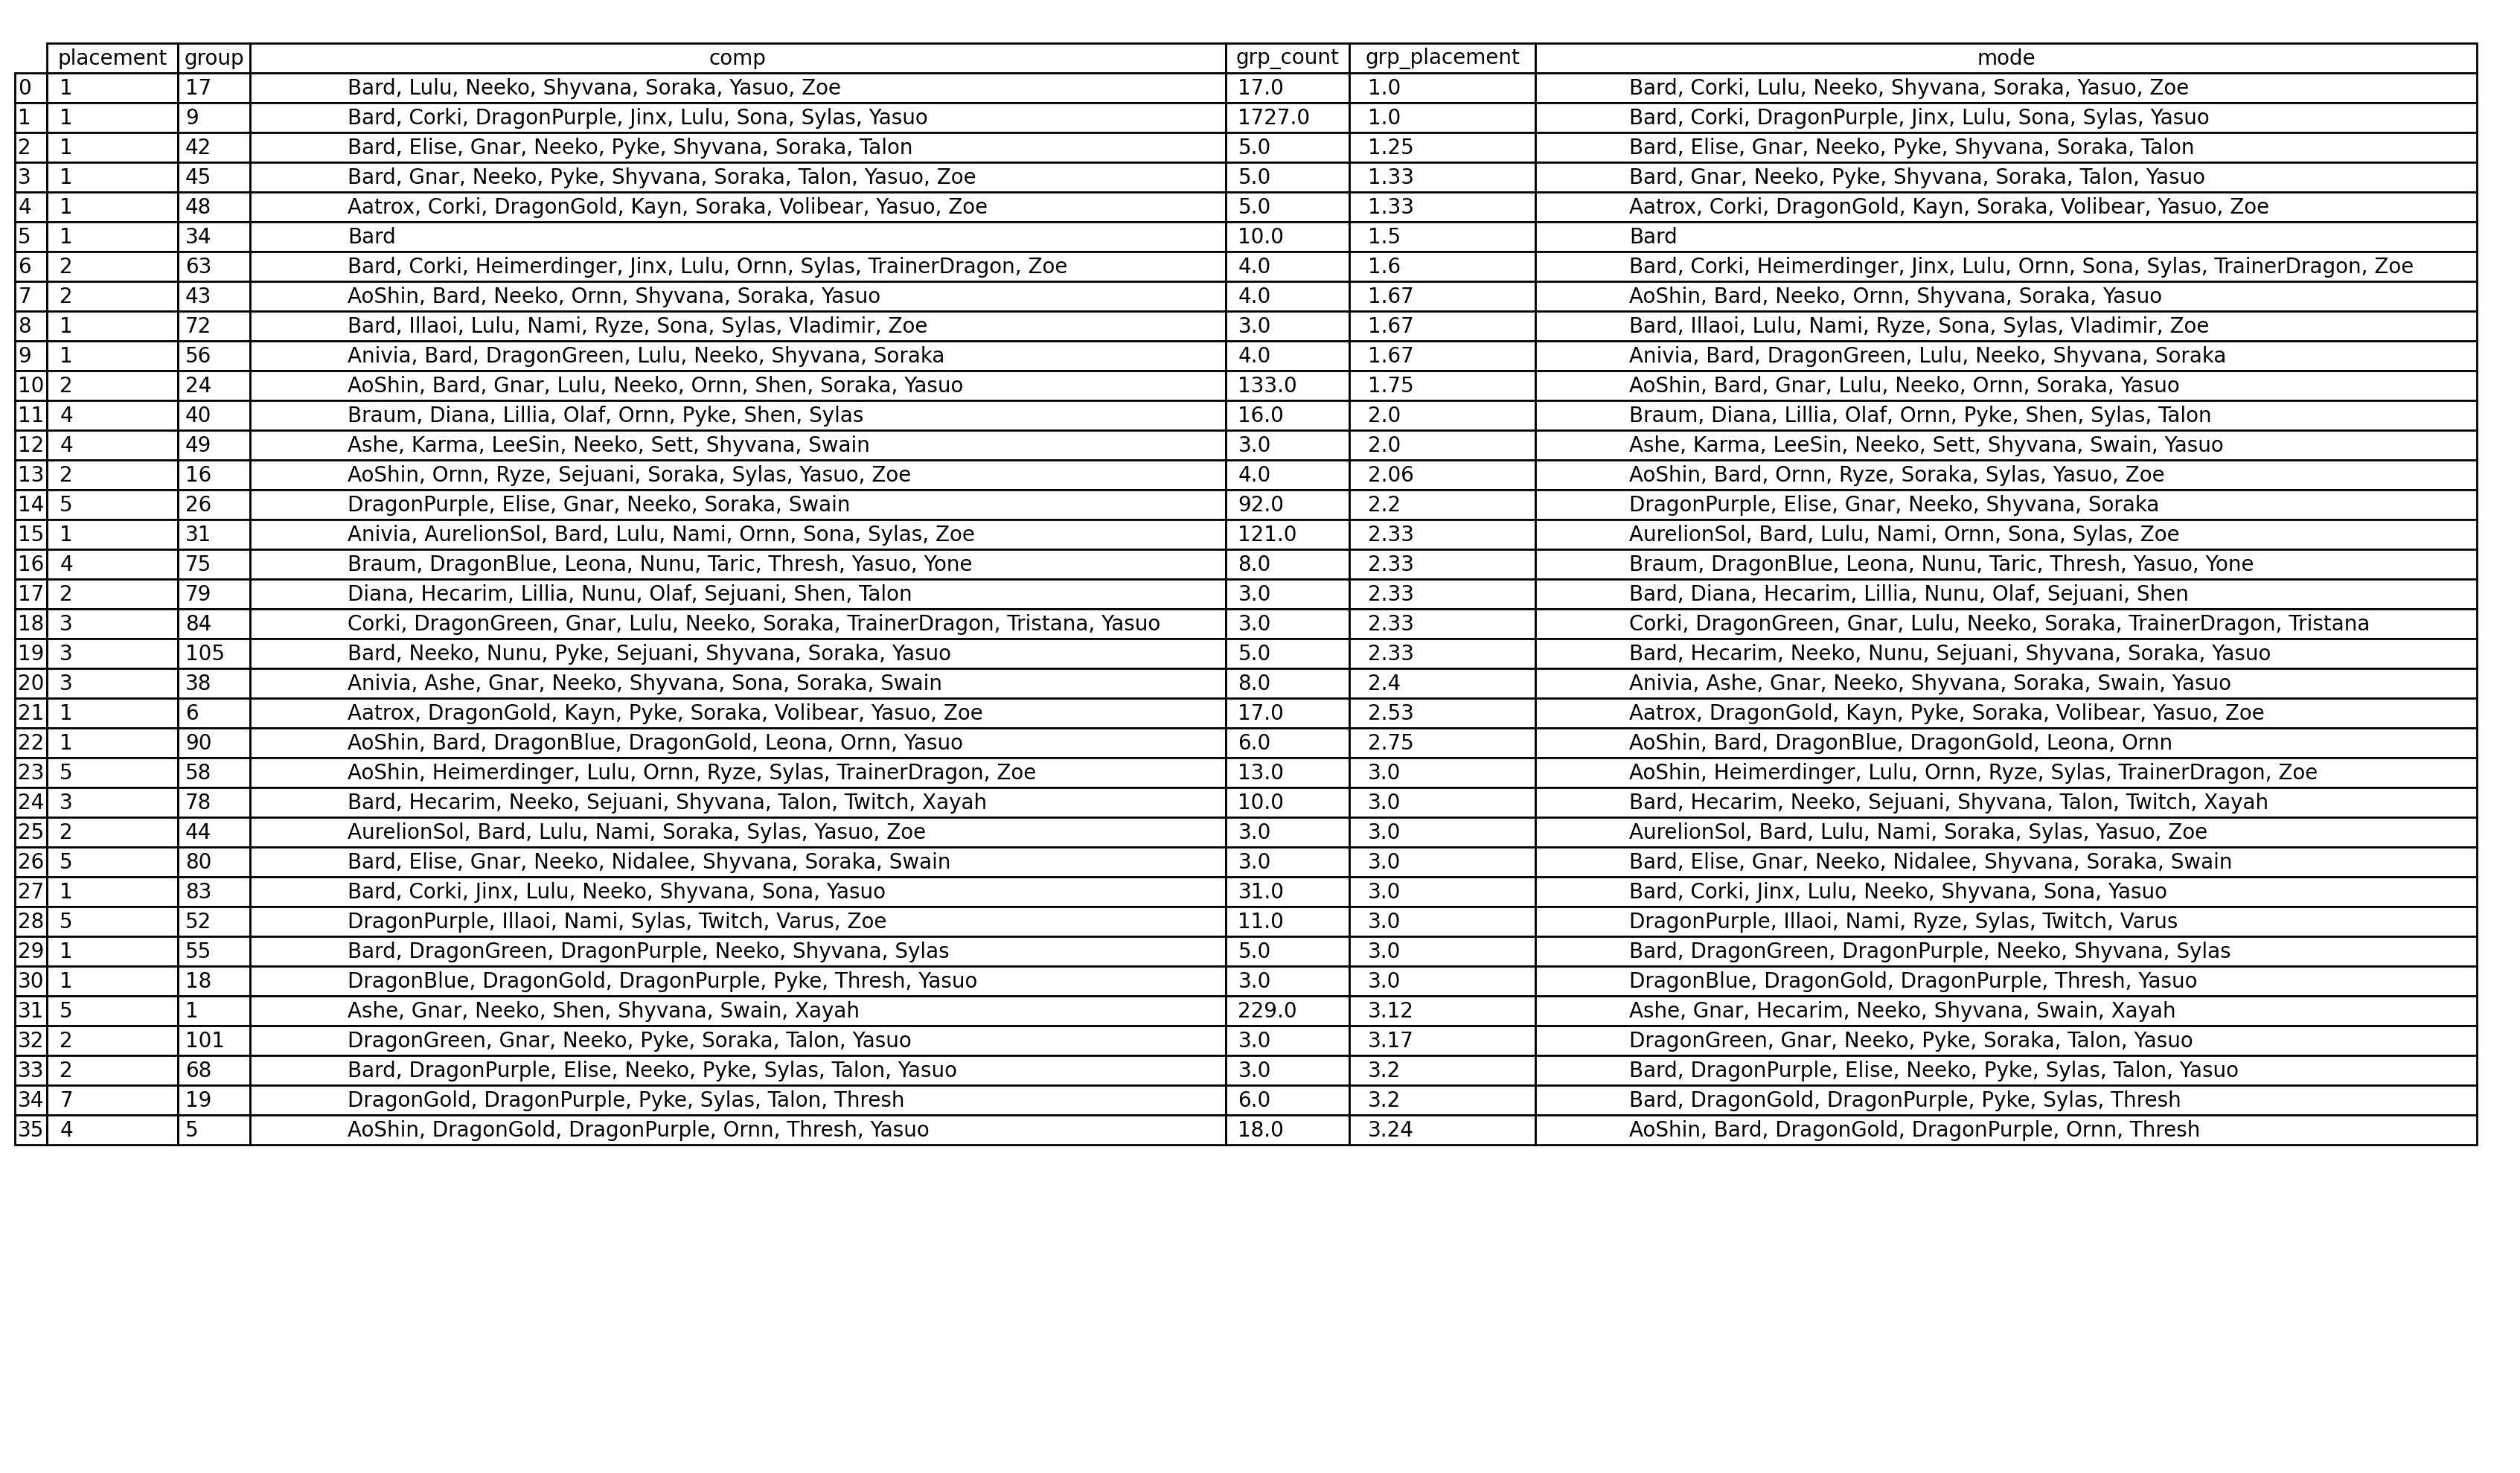 placement group comp grp_count grp_placement mode
0 1 17 Bard, Lulu, Neeko, Shyvana, Soraka, Yasuo, Zoe 17.0 1.0 Bard, Corki, Lulu, Neeko, Shyvana, Soraka, Yasuo, Zoe
1 1 9 Bard, Corki, DragonPurple, Jinx, Lulu, Sona, Sylas, Yasuo 1727.0 1.0 Bard, Corki, DragonPurple, Jinx, Lulu, Sona, Sylas, Yasuo
2 1 42 Bard, Elise, Gnar, Neeko, Pyke, Shyvana, Soraka, Talon 5.0 1.25 Bard, Elise, Gnar, Neeko, Pyke, Shyvana, Soraka, Talon
3 1 45 Bard, Gnar, Neeko, Pyke, Shyvana, Soraka, Talon, Yasuo, Zoe 5.0 1.33 Bard, Gnar, Neeko, Pyke, Shyvana, Soraka, Talon, Yasuo
4 1 48 Aatrox, Corki, DragonGold, Kayn, Soraka, Volibear, Yasuo, Zoe 5.0 1.33 Aatrox, Corki, DragonGold, Kayn, Soraka, Volibear, Yasuo, Zoe
5 1 34 Bard 10.0 1.5 Bard
6 2 63 Bard, Corki, Heimerdinger, Jinx, Lulu, Ornn, Sylas, TrainerDragon, Zoe 4.0 1.6 Bard, Corki, Heimerdinger, Jinx, Lulu, Ornn, Sona, Sylas, TrainerDragon, Zoe
7 2 43 AoShin, Bard, Neeko, Ornn, Shyvana, Soraka, Yasuo 4.0 1.67 AoShin, Bard, Neeko, Ornn, Shyvana, Soraka, Yasuo
8 1 72 Bard, Illaoi, Lulu, Nami, Ryze, Sona, Sylas, Vladimir, Zoe 3.0 1.67 Bard, Illaoi, Lulu, Nami, Ryze, Sona, Sylas, Vladimir, Zoe
9 1 56 Anivia, Bard, DragonGreen, Lulu, Neeko, Shyvana, Soraka 4.0 1.67 Anivia, Bard, DragonGreen, Lulu, Neeko, Shyvana, Soraka
10 2 24 AoShin, Bard, Gnar, Lulu, Neeko, Ornn, Shen, Soraka, Yasuo 133.0 1.75 AoShin, Bard, Gnar, Lulu, Neeko, Ornn, Soraka, Yasuo
11 4 40 Braum, Diana, Lillia, Olaf, Ornn, Pyke, Shen, Sylas 16.0 2.0 Braum, Diana, Lillia, Olaf, Ornn, Pyke, Shen, Sylas, Talon
12 4 49 Ashe, Karma, LeeSin, Neeko, Sett, Shyvana, Swain 3.0 2.0 Ashe, Karma, LeeSin, Neeko, Sett, Shyvana, Swain, Yasuo
13 2 16 AoShin, Ornn, Ryze, Sejuani, Soraka, Sylas, Yasuo, Zoe 4.0 2.06 AoShin, Bard, Ornn, Ryze, Soraka, Sylas, Yasuo, Zoe
14 5 26 DragonPurple, Elise, Gnar, Neeko, Soraka, Swain 92.0 2.2 DragonPurple, Elise, Gnar, Neeko, Shyvana, Soraka
15 1 31 Anivia, AurelionSol, Bard, Lulu, Nami, Ornn, Sona, Sylas, Zoe 121.0 2.33 AurelionSol, Bard, Lulu, Nami, Ornn, Sona, Sylas, Zoe
16 4 75 Braum, DragonBlue, Leona, Nunu, Taric, Thresh, Yasuo, Yone 8.0 2.33 Braum, DragonBlue, Leona, Nunu, Taric, Thresh, Yasuo, Yone
17 2 79 Diana, Hecarim, Lillia, Nunu, Olaf, Sejuani, Shen, Talon 3.0 2.33 Bard, Diana, Hecarim, Lillia, Nunu, Olaf, Sejuani, Shen
18 3 84 Corki, DragonGreen, Gnar, Lulu, Neeko, Soraka, TrainerDragon, Tristana, Yasuo 3.0 2.33 Corki, DragonGreen, Gnar, Lulu, Neeko, Soraka, TrainerDragon, Tristana
19 3 105 Bard, Neeko, Nunu, Pyke, Sejuani, Shyvana, Soraka, Yasuo 5.0 2.33 Bard, Hecarim, Neeko, Nunu, Sejuani, Shyvana, Soraka, Yasuo
20 3 38 Anivia, Ashe, Gnar, Neeko, Shyvana, Sona, Soraka, Swain 8.0 2.4 Anivia, Ashe, Gnar, Neeko, Shyvana, Soraka, Swain, Yasuo
21 1 6 Aatrox, DragonGold, Kayn, Pyke, Soraka, Volibear, Yasuo, Zoe 17.0 2.53 Aatrox, DragonGold, Kayn, Pyke, Soraka, Volibear, Yasuo, Zoe
22 1 90 AoShin, Bard, DragonBlue, DragonGold, Leona, Ornn, Yasuo 6.0 2.75 AoShin, Bard, DragonBlue, DragonGold, Leona, Ornn
23 5 58 AoShin, Heimerdinger, Lulu, Ornn, Ryze, Sylas, TrainerDragon, Zoe 13.0 3.0 AoShin, Heimerdinger, Lulu, Ornn, Ryze, Sylas, TrainerDragon, Zoe
24 3 78 Bard, Hecarim, Neeko, Sejuani, Shyvana, Talon, Twitch, Xayah 10.0 3.0 Bard, Hecarim, Neeko, Sejuani, Shyvana, Talon, Twitch, Xayah
25 2 44 AurelionSol, Bard, Lulu, Nami, Soraka, Sylas, Yasuo, Zoe 3.0 3.0 AurelionSol, Bard, Lulu, Nami, Soraka, Sylas, Yasuo, Zoe
26 5 80 Bard, Elise, Gnar, Neeko, Nidalee, Shyvana, Soraka, Swain 3.0 3.0 Bard, Elise, Gnar, Neeko, Nidalee, Shyvana, Soraka, Swain
27 1 83 Bard, Corki, Jinx, Lulu, Neeko, Shyvana, Sona, Yasuo 31.0 3.0 Bard, Corki, Jinx, Lulu, Neeko, Shyvana, Sona, Yasuo
28 5 52 DragonPurple, Illaoi, Nami, Sylas, Twitch, Varus, Zoe 11.0 3.0 DragonPurple, Illaoi, Nami, Ryze, Sylas, Twitch, Varus
29 1 55 Bard, DragonGreen, DragonPurple, Neeko, Shyvana, Sylas 5.0 3.0 Bard, DragonGreen, DragonPurple, Neeko, Shyvana, Sylas
30 1 18 DragonBlue, DragonGold, DragonPurple, Pyke, Thresh, Yasuo 3.0 3.0 DragonBlue, DragonGold, DragonPurple, Thresh, Yasuo
31 5 1 Ashe, Gnar, Neeko, Shen, Shyvana, Swain, Xayah 229.0 3.12 Ashe, Gnar, Hecarim, Neeko, Shyvana, Swain, Xayah
32 2 101 DragonGreen, Gnar, Neeko, Pyke, Soraka, Talon, Yasuo 3.0 3.17 DragonGreen, Gnar, Neeko, Pyke, Soraka, Talon, Yasuo
33 2 68 Bard, DragonPurple, Elise, Neeko, Pyke, Sylas, Talon, Yasuo 3.0 3.2 Bard, DragonPurple, Elise, Neeko, Pyke, Sylas, Talon, Yasuo
34 7 19 DragonGold, DragonPurple, Pyke, Sylas, Talon, Thresh 6.0 3.2 Bard, DragonGold, DragonPurple, Pyke, Sylas, Thresh
35 4 5 AoShin, DragonGold, DragonPurple, Ornn, Thresh, Yasuo 18.0 3.24 AoShin, Bard, DragonGold, DragonPurple, Ornn, Thresh